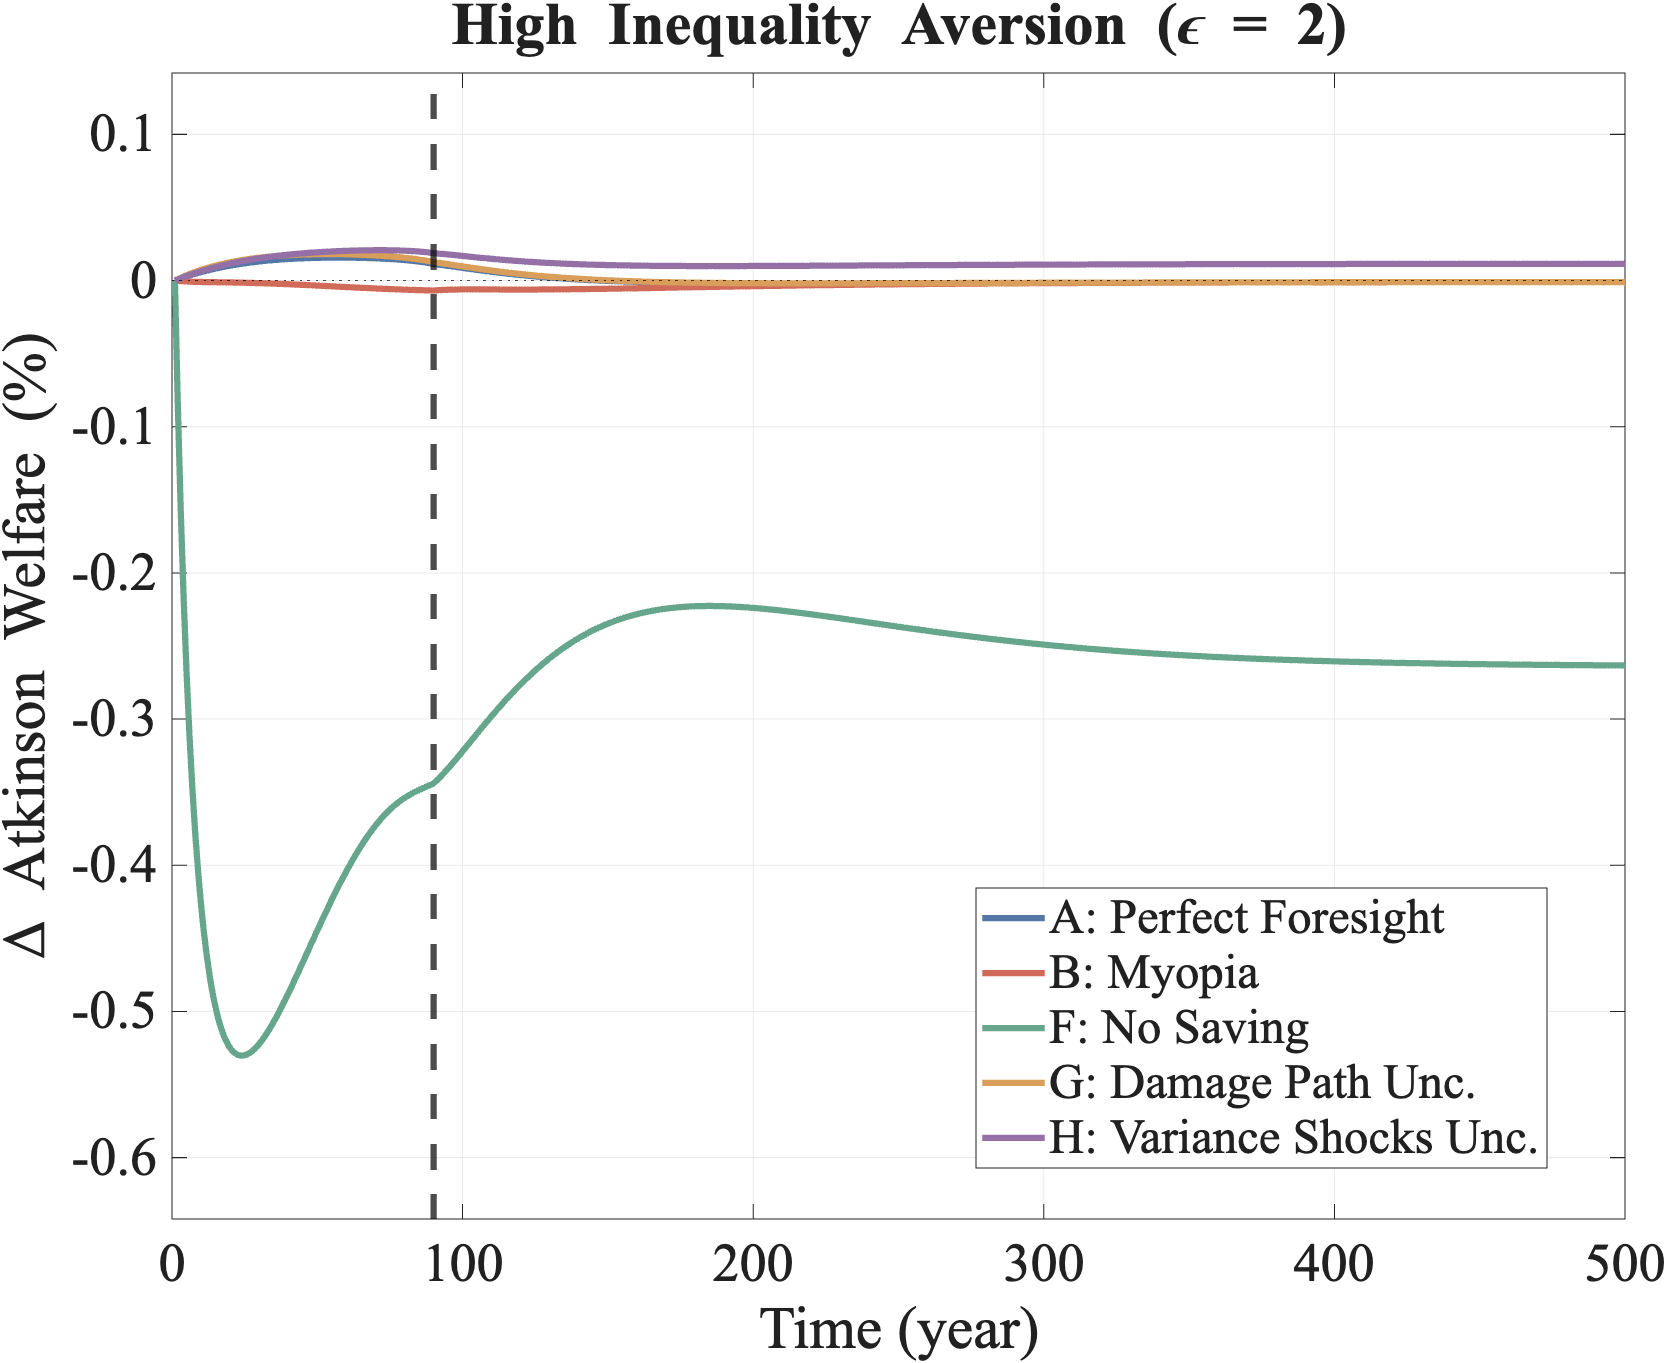 High Inequality Aversion (ϵ = 2)
Δ Atkinson Welfare (%)
0.1
0
-0.1
-0.2
-0.3
-0.4
-0.5
-0.6
A: Perfect Foresight
B: Myopia
F: No Saving
G: Damage Path Unc.
H: Variance Shocks Unc.
0 100 200 300 400 500
Time (year)